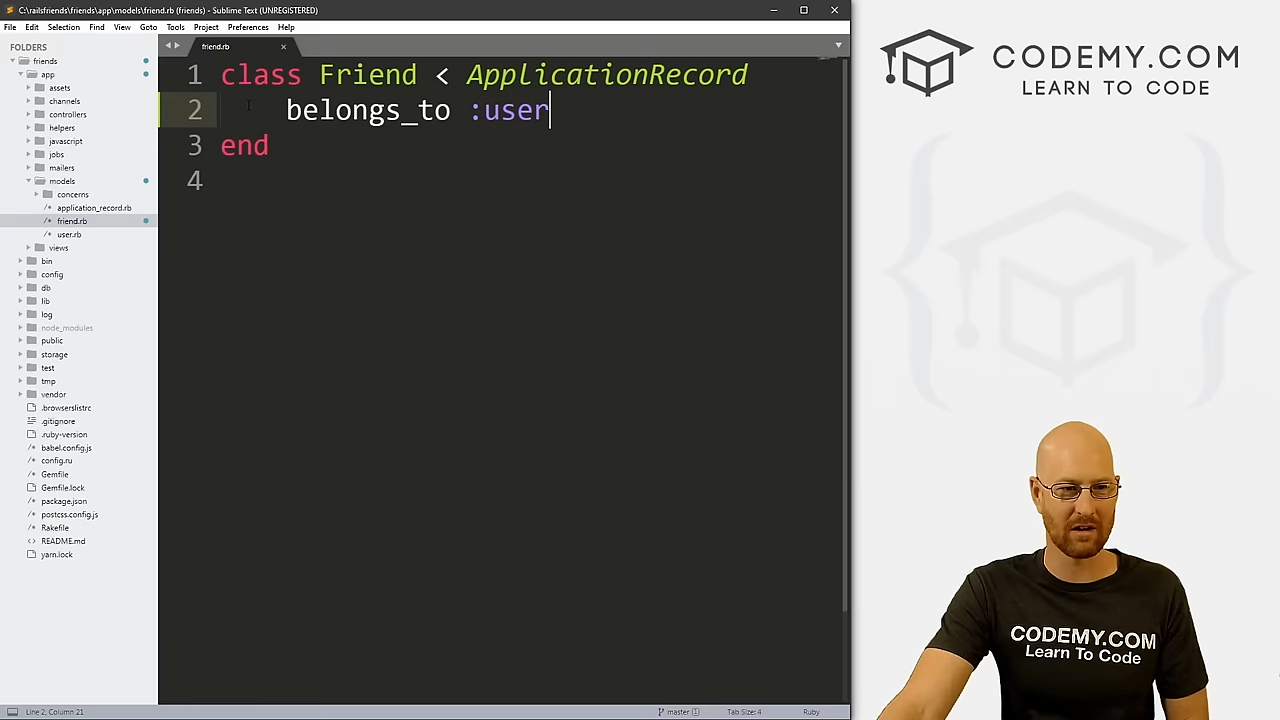 C:\railsfriends\friends\app\models\friend.rb (friends) - Sublime Text (UNREGISTERED)
File Edit Selection Find View Goto Tools Project Preferences Help
FOLDERS
friends
app
assets
channels
controllers
helpers
javascript
jobs
mailers
models
concerns
application_record.rb
friend.rb
user.rb
views
bin
config
db
lib
log
node_modules
public
storage
test
tmp
vendor
.browserslistrc
.gitignore
.ruby-version
babel.config.js
config.ru
Gemfile
Gemfile.lock
package.json
postcss.config.js
Rakefile
README.md
yarn.lock
friend.rb
1 class Friend < ApplicationRecord
2 belongs_to :user
3 end
4
Line 2, Column 21
master 1
Tab Size: 4
Ruby
CODEMY.COM
LEARN TO CODE
CODEMY.COM
Learn To Code